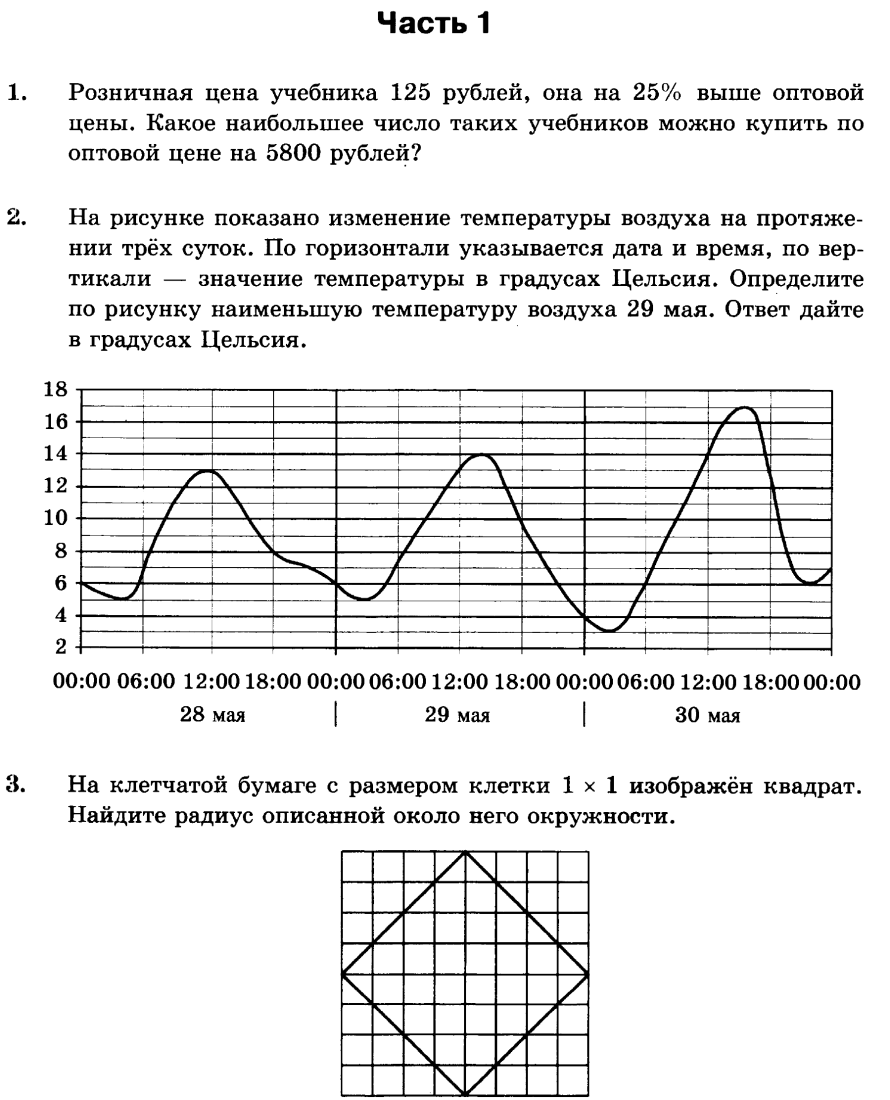 Часть 1
1. Розничная цена учебника 125 рублей, она на 25% выше оптовой
цены. Какое наибольшее число таких учебников можно купить по
оптовой цене на 5800 рублей?
2. На рисунке показано изменение температуры воздуха на протяже-
нии трёх суток. По горизонтали указывается дата и время, по вер-
тикали — значение температуры в градусах Цельсия. Определите
по рисунку наименьшую температуру воздуха 29 мая. Ответ дайте
в градусах Цельсия.
18
16
14
12
10
8
6
4
2
00:00 06:00 12:00 18:00 00:00 06:00 12:00 18:00 00:00 06:00 12:00 18:00 00:00
28 мая 29 мая 30 мая
3. На клетчатой бумаге с размером клетки 1 × 1 изображён квадрат.
Найдите радиус описанной около него окружности.